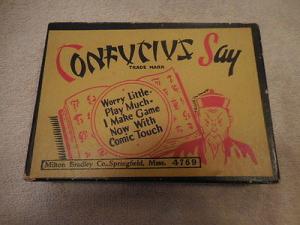 Confucius Say
TRADE MARK
Worry Little-
Play Much-
I Make Game
Now With
Comic Touch
Milton Bradley Co., Springfield, Mass. 4769